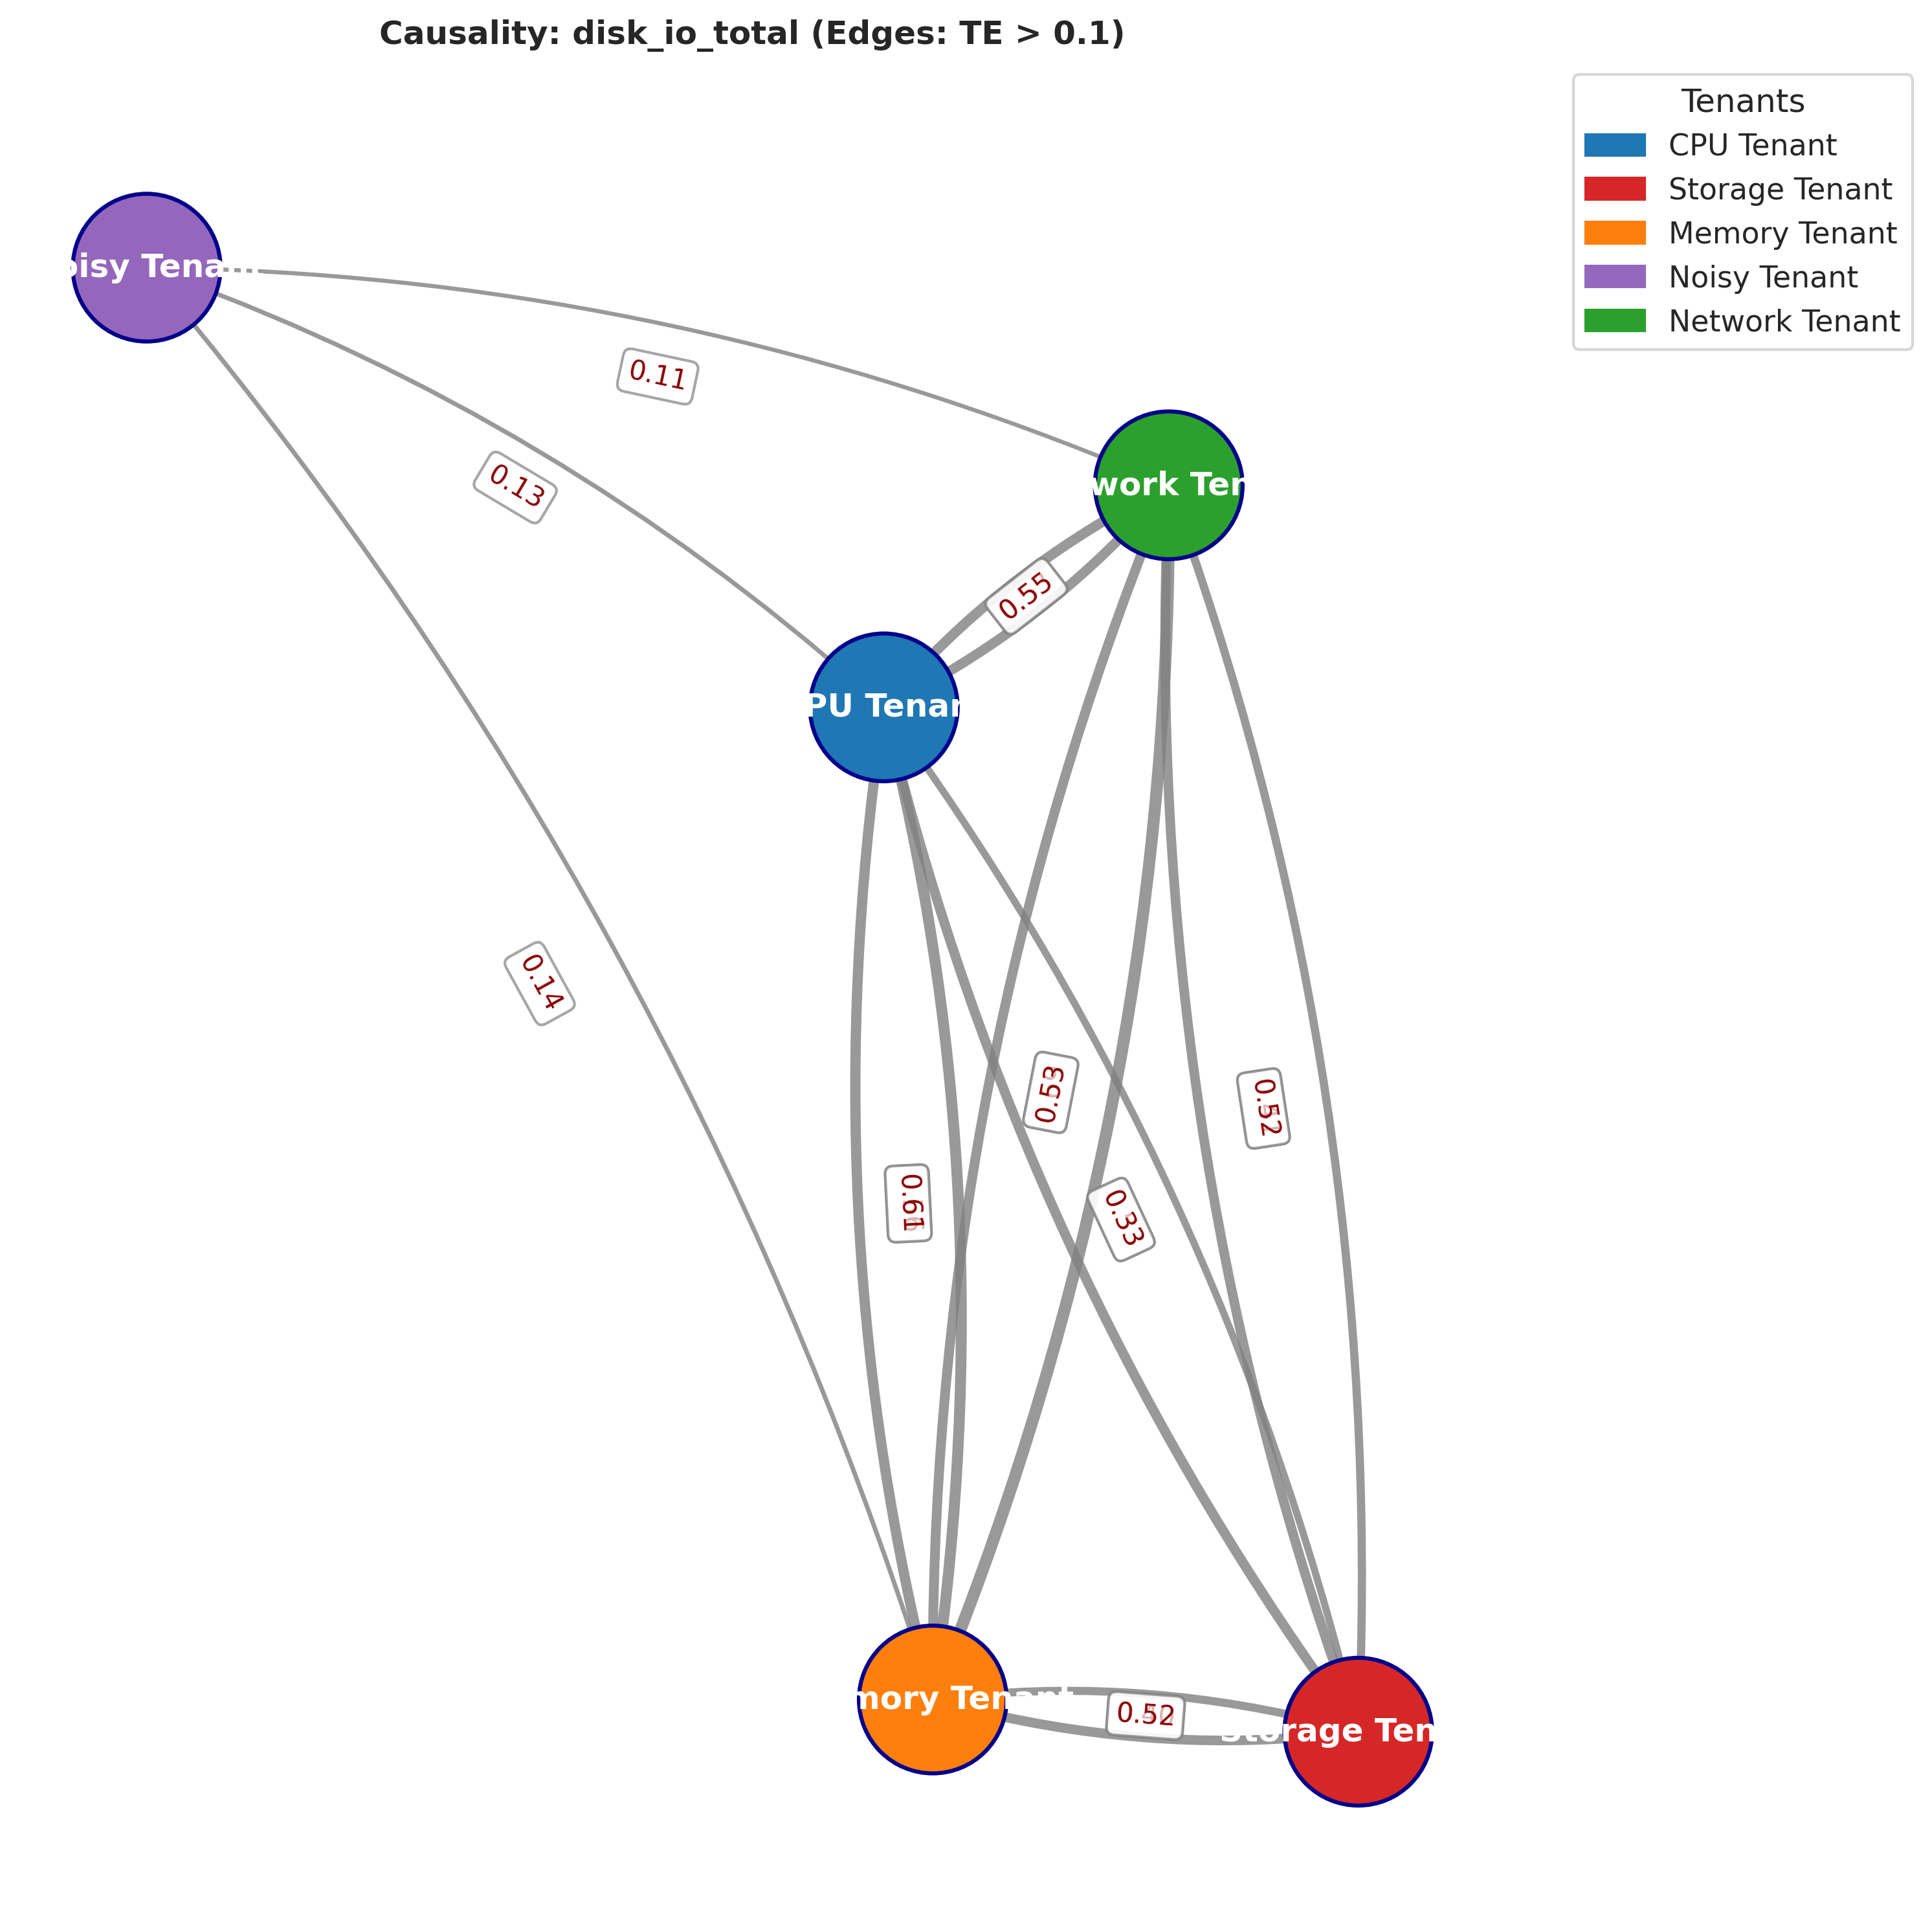 Causality: disk_io_total (Edges: TE > 0.1)
Tenants
CPU Tenant
Storage Tenant
Memory Tenant
Noisy Tenant
Network Tenant
oisy Tena
0.11
0.13
work Ten
0.55
PU Tenan
0.14
0.53
0.52
0.61
0.33
mory Tenant
0.52
Storage Ten